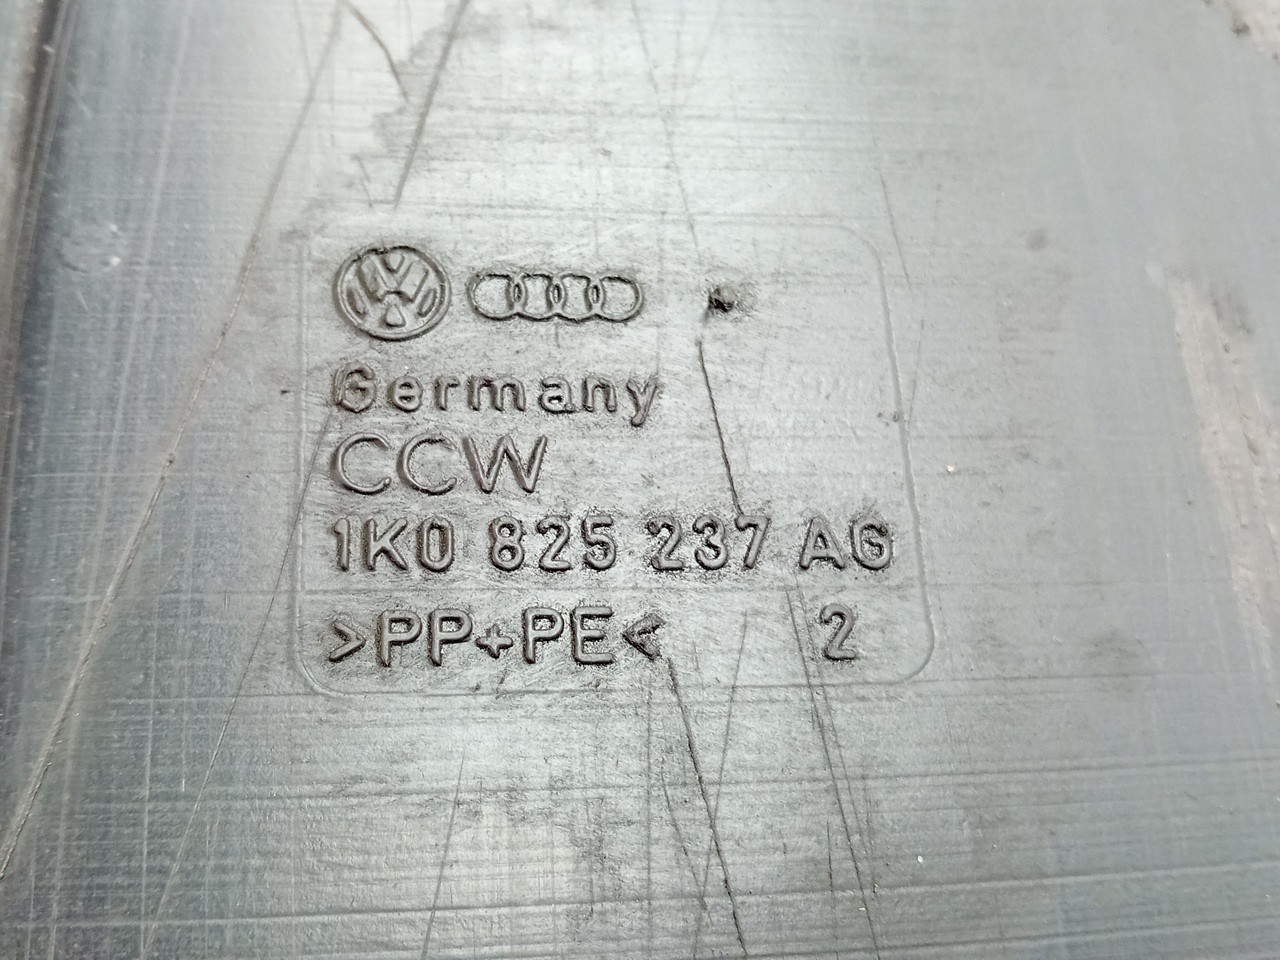 Germany
CCW
1K0 825 237 AG
>PP+PE< 2